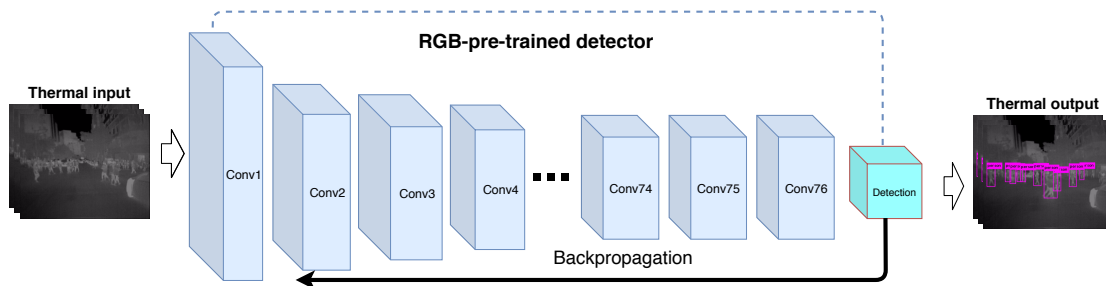 RGB-pre-trained detector
Thermal input
Thermal output
Conv1
Conv2
Conv3
Conv4
Conv74
Conv75
Conv76
Detection
Backpropagation